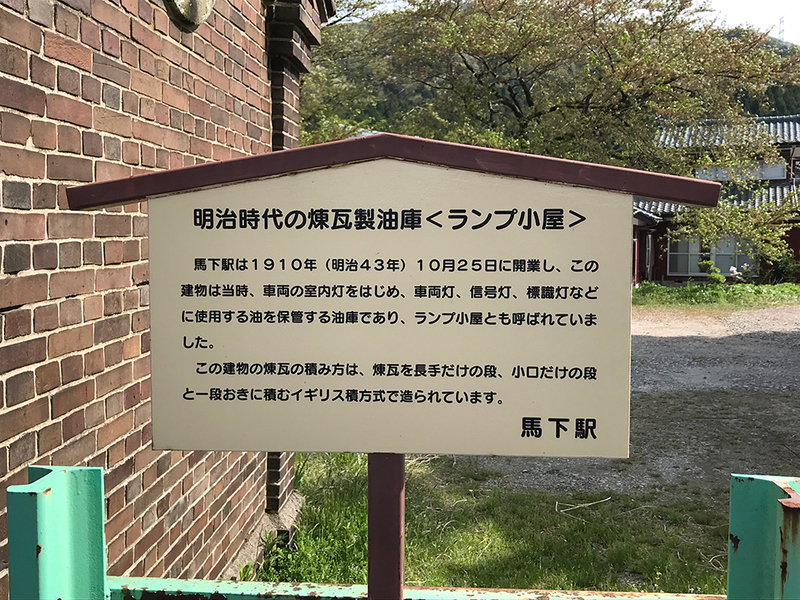 明治時代の煉瓦製油庫＜ランプ小屋＞
馬下駅は１９１０年（明治４３年）１０月２５日に開業し、この
建物は当時、車両の室内灯をはじめ、車両灯、信号灯、標識灯など
に使用する油を保管する油庫であり、ランプ小屋とも呼ばれていま
した。
この建物の煉瓦の積み方は、煉瓦を長手だけの段、小口だけの段
と一段おきに積むイギリス積方式で造られています。
馬下駅